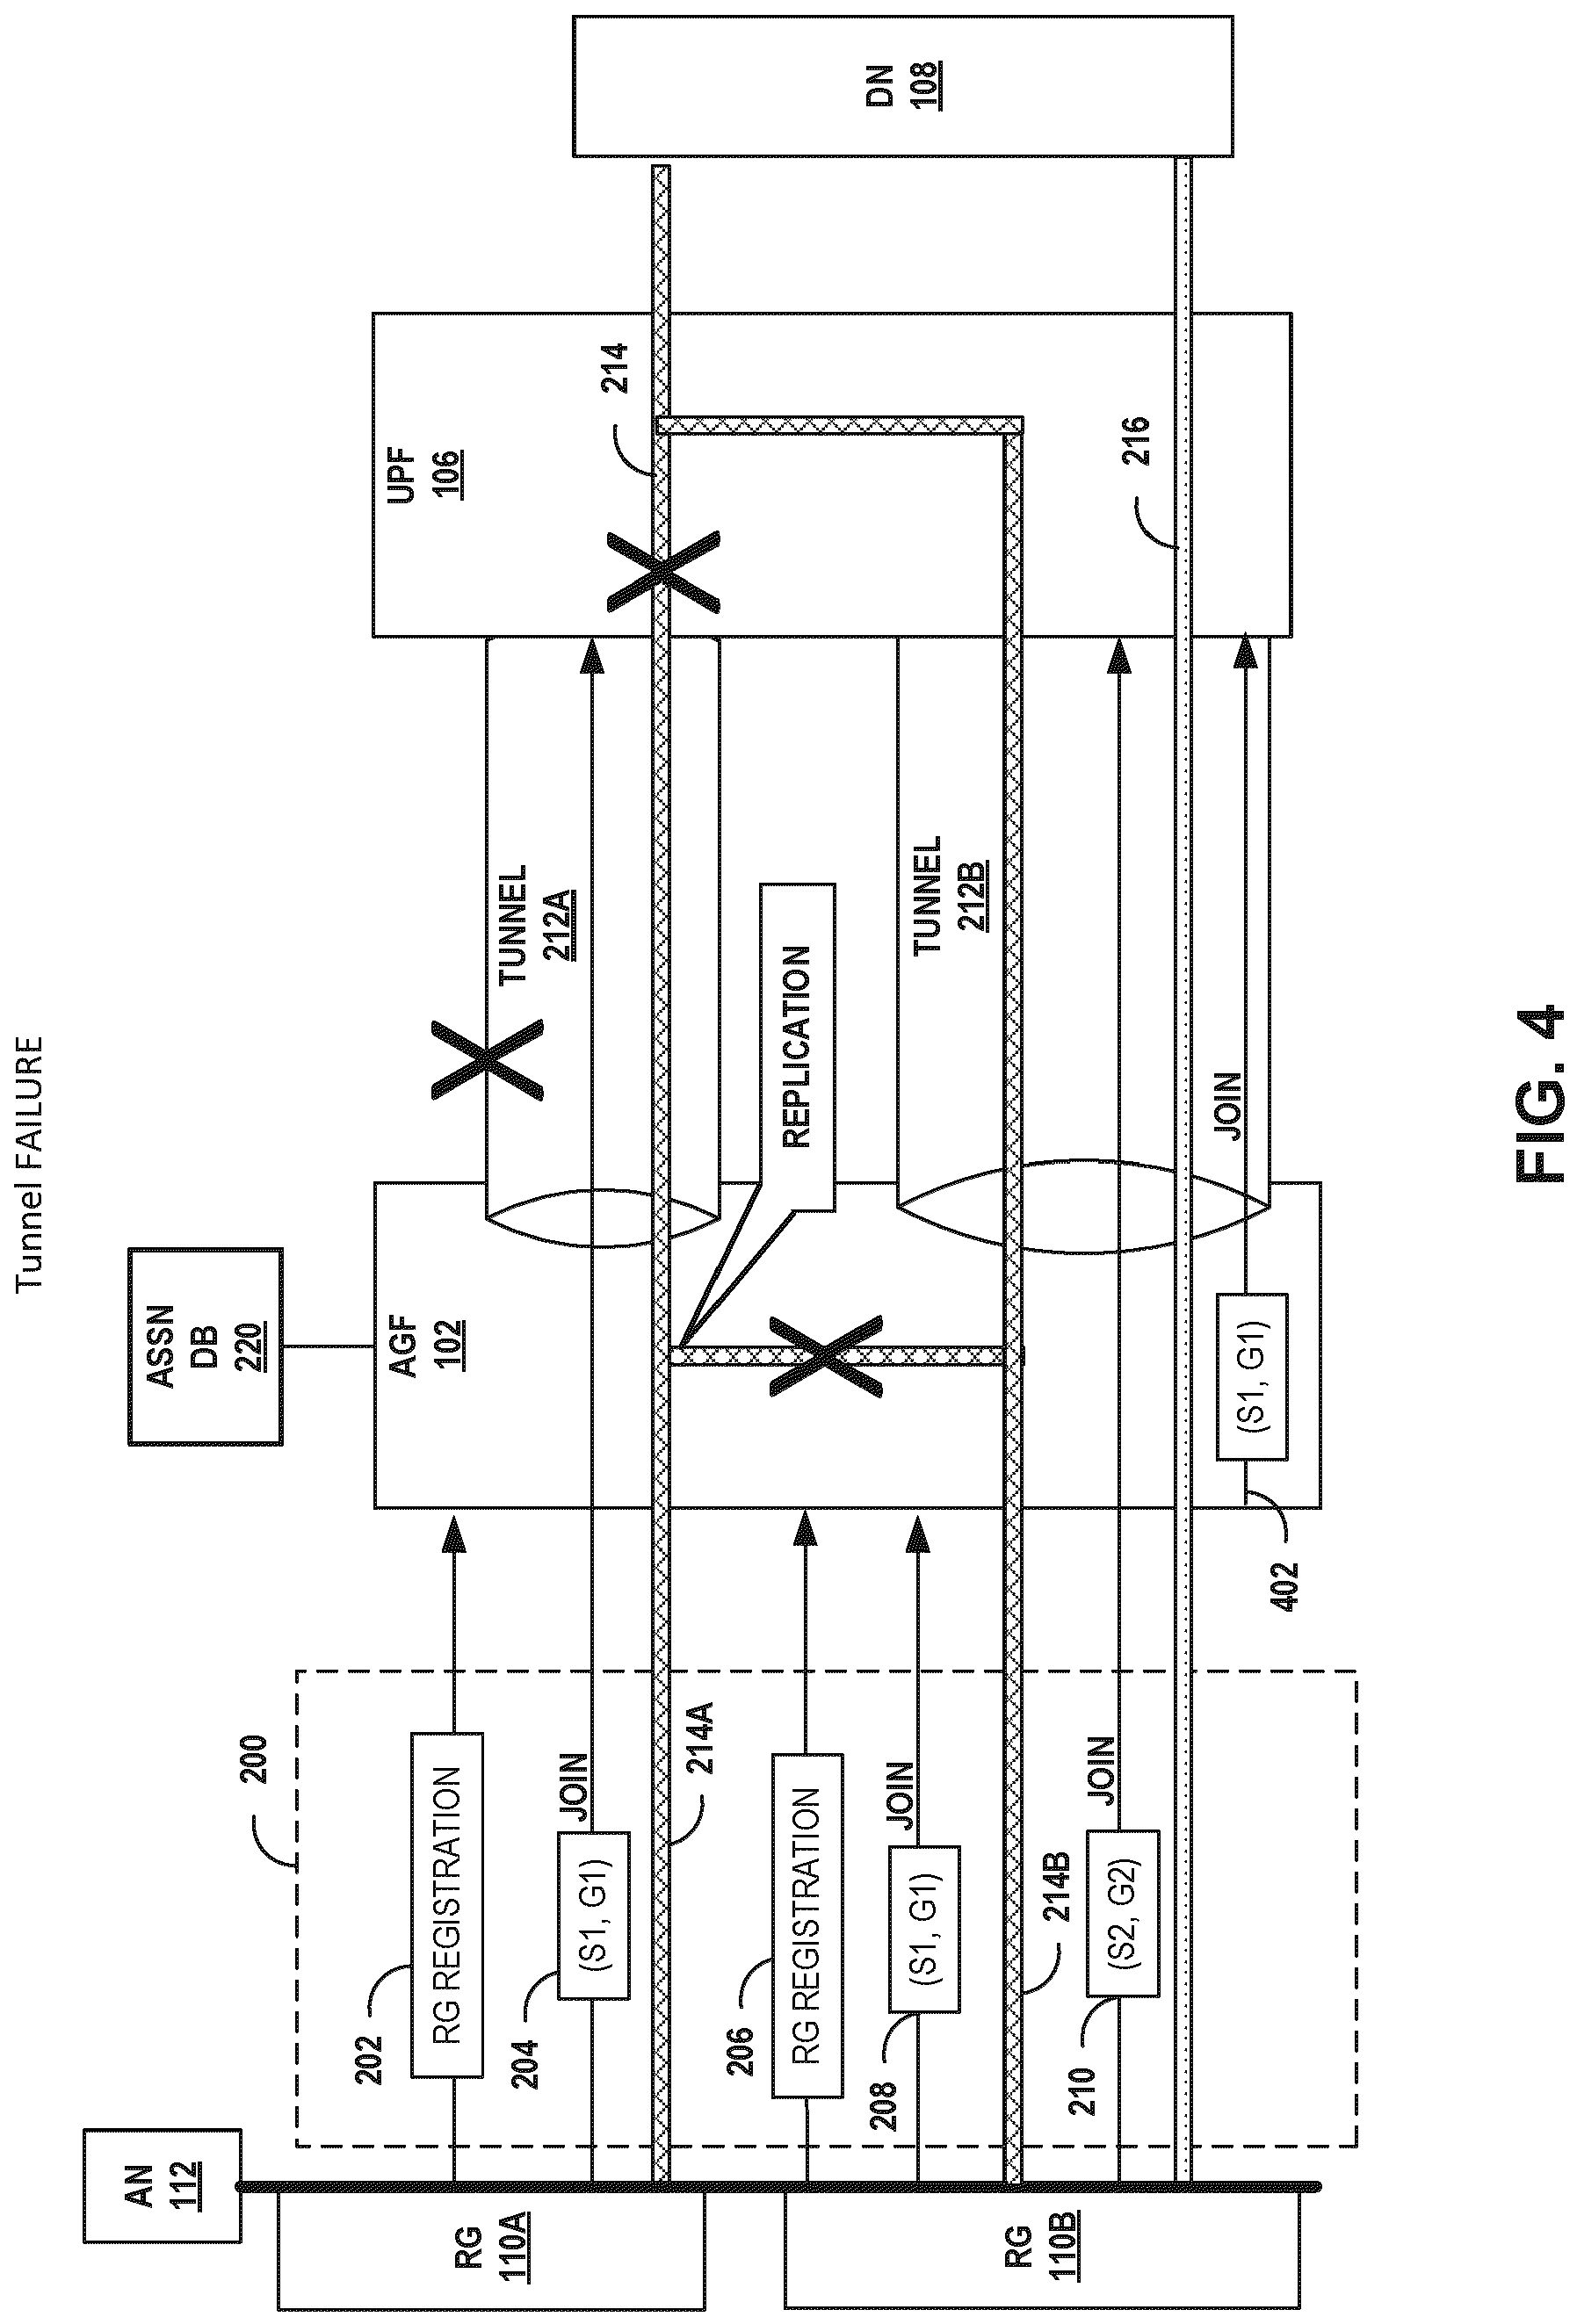 Tunnel FAILURE
AN
112
ASSN
DB
220
200
RG
110A
202
RG REGISTRATION
AGF
102
TUNNEL
212A
UPF
106
204
(S1, G1)
JOIN
214
214A
DN
108
206
RG REGISTRATION
REPLICATION
208
(S1, G1)
JOIN
TUNNEL
212B
RG
110B
214B
210
(S2, G2)
JOIN
216
402
(S1, G1)
JOIN
FIG. 4